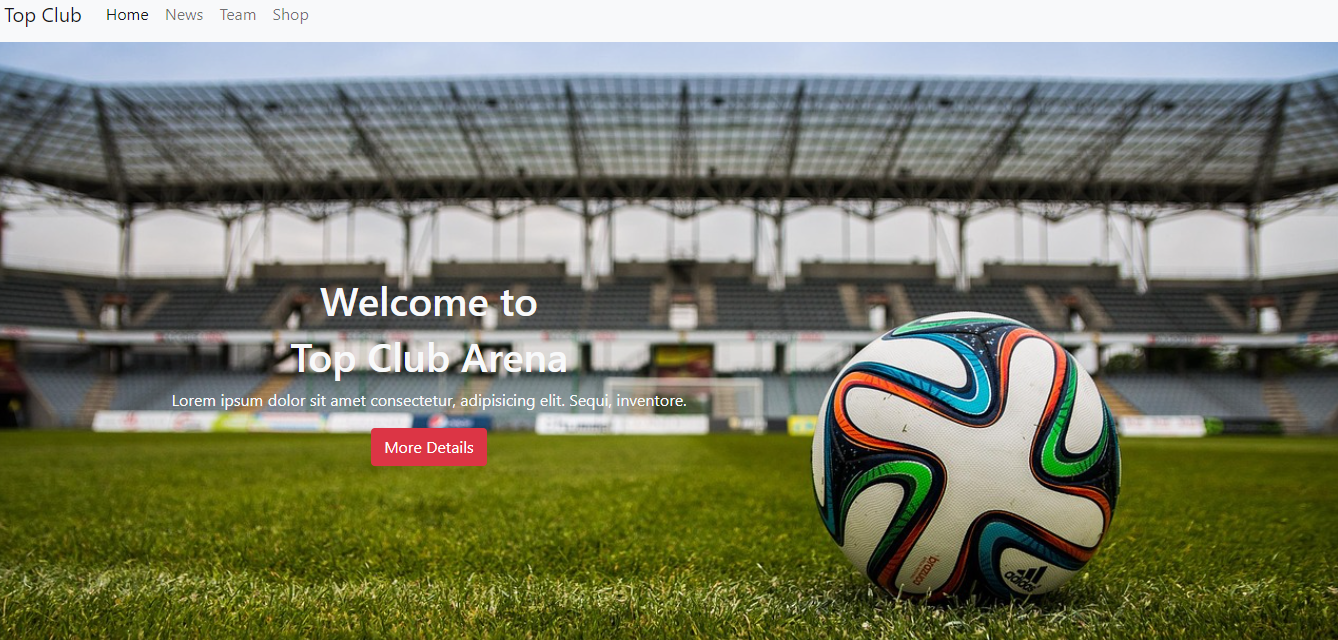 Top Club Home News Team Shop
Welcome to
Top Club Arena
Lorem ipsum dolor sit amet consectetur, adipisicing elit. Sequi, inventore.
More Details
brazuca
adidas